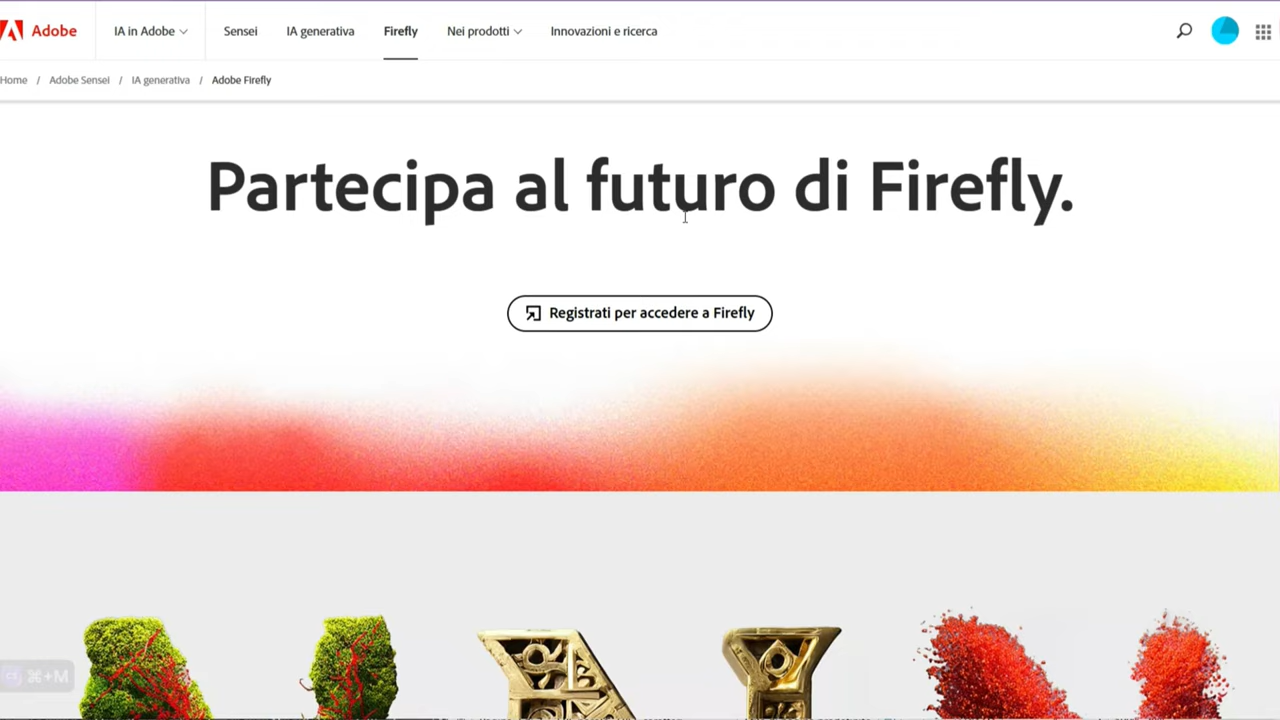 Adobe
IA in Adobe
Sensei
IA generativa
Firefly
Nei prodotti
Innovazioni e ricerca
Home / Adobe Sensei / IA generativa / Adobe Firefly
Partecipa al futuro di Firefly.
Registrati per accedere a Firefly
⌘+M